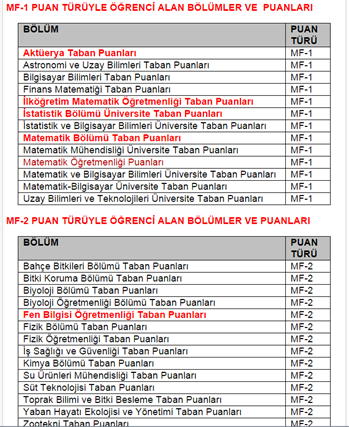 MF-1 PUAN TÜRÜYLE ÖĞRENCİ ALAN BÖLÜMLER VE PUANLARI
BÖLÜM PUAN TÜRÜ
Aktüerya Taban Puanları MF-1
Astronomi ve Uzay Bilimleri Taban Puanları MF-1
Bilgisayar Bilimleri Taban Puanları MF-1
Finans Matematiği Taban Puanları MF-1
İlköğretim Matematik Öğretmenliği Taban Puanları MF-1
İstatistik Bölümü Üniversite Taban Puanları MF-1
İstatistik ve Bilgisayar Bilimleri Üniversite Taban Puanları MF-1
Matematik Bölümü Taban Puanları MF-1
Matematik Mühendisliği Üniversite Taban Puanları MF-1
Matematik Öğretmenliği Puanları MF-1
Matematik ve Bilgisayar Bilimleri Üniversite Taban Puanları MF-1
Matematik-Bilgisayar Üniversite Taban Puanları MF-1
Uzay Bilimleri ve Teknolojileri Üniversite Taban Puanları MF-1
MF-2 PUAN TÜRÜYLE ÖĞRENCİ ALAN BÖLÜMLER VE PUANLARI
BÖLÜM PUAN TÜRÜ
Bahçe Bitkileri Bölümü Taban Puanları MF-2
Bitki Koruma Bölümü Taban Puanları MF-2
Biyoloji Bölümü Taban Puanları MF-2
Biyoloji Öğretmenliği Bölümü Taban Puanları MF-2
Fen Bilgisi Öğretmenliği Taban Puanları MF-2
Fizik Bölümü Taban Puanları MF-2
Fizik Öğretmenliği Taban Puanları MF-2
İş Sağlığı ve Güvenliği Taban Puanları MF-2
Kimya Bölümü Taban Puanları MF-2
Su Ürünleri Mühendisliği Taban Puanları MF-2
Süt Teknolojisi Taban Puanları MF-2
Toprak Bilimi ve Bitki Besleme Taban Puanları MF-2
Yaban Hayatı Ekolojisi ve Yönetimi Taban Puanları MF-2
Zootekni Taban Puanları MF-2